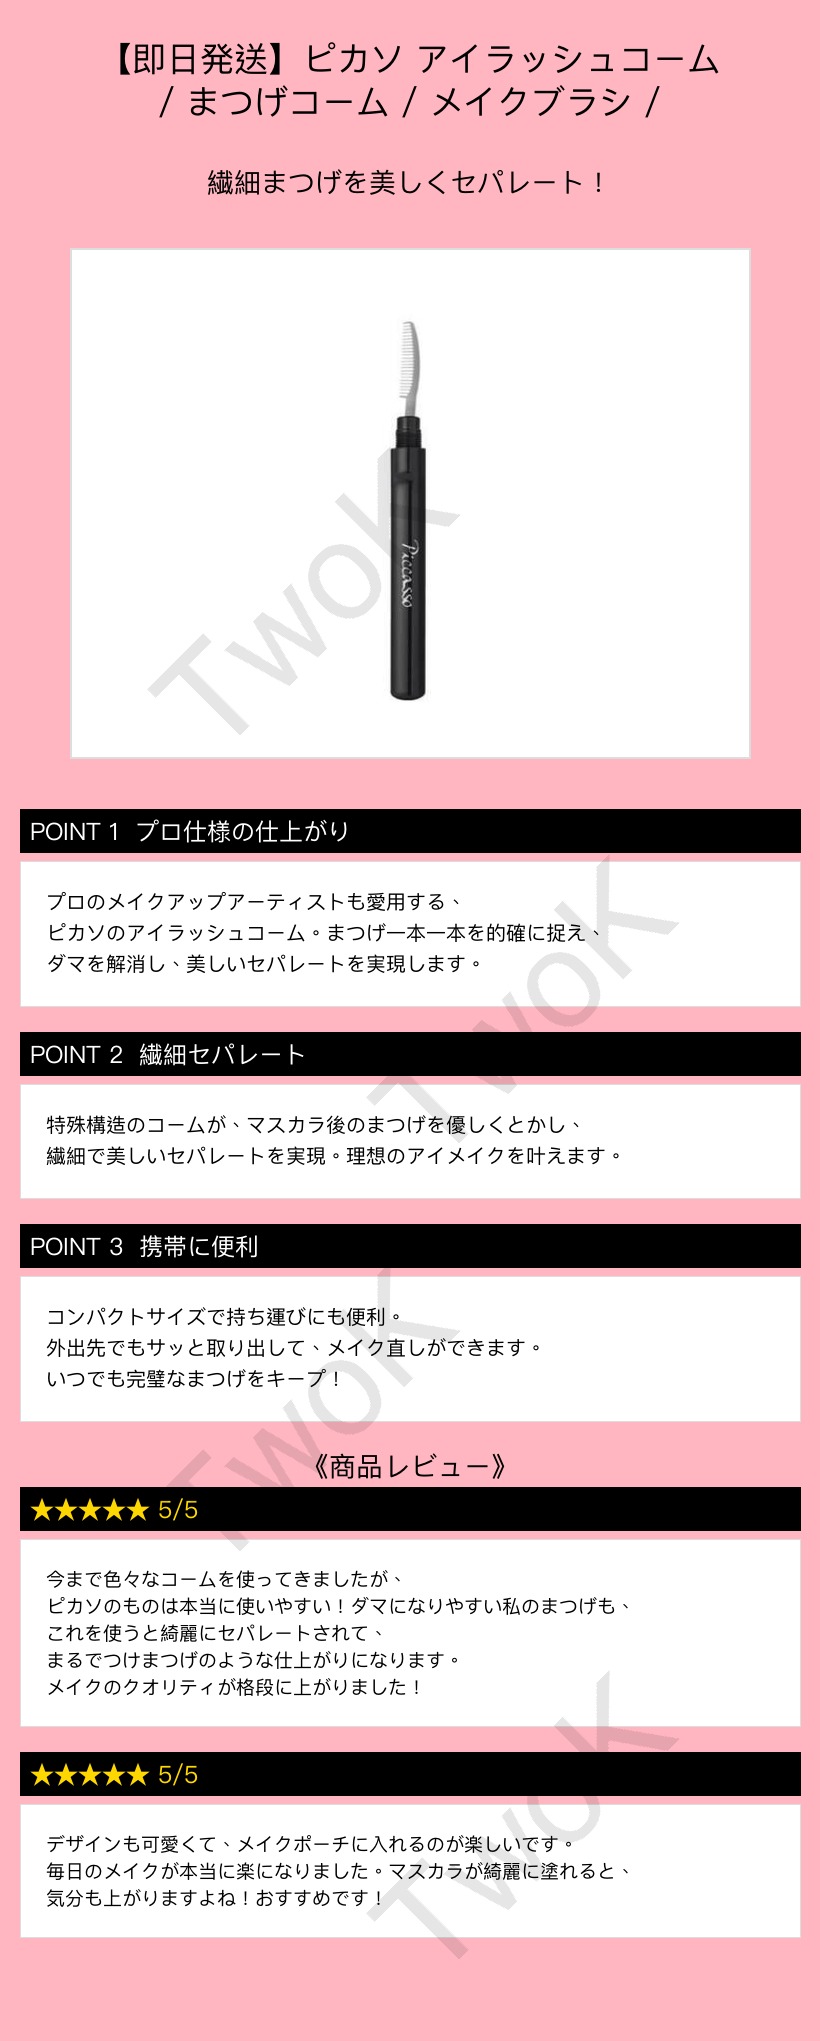 【即日発送】ピカソ アイラッシュコーム
/ まつげコーム / メイクブラシ /
繊細まつげを美しくセパレート！
Piccasso
TwoK
POINT 1 プロ仕様の仕上がり
プロのメイクアップアーティストも愛用する、
ピカソのアイラッシュコーム。まつげ一本一本を的確に捉え、
ダマを解消し、美しいセパレートを実現します。
TwoK
POINT 2 繊細セパレート
特殊構造のコームが、マスカラ後のまつげを優しくとかし、
繊細で美しいセパレートを実現。理想のアイメイクを叶えます。
POINT 3 携帯に便利
コンパクトサイズで持ち運びにも便利。
外出先でもサッと取り出して、メイク直しができます。
いつでも完璧なまつげをキープ！
TwoK
《商品レビュー》
★★★★★ 5/5
今まで色々なコームを使ってきましたが、
ピカソのものは本当に使いやすい！ダマになりやすい私のまつげも、
これを使うと綺麗にセパレートされて、
まるでつけまつげのような仕上がりになります。
メイクのクオリティが格段に上がりました！
★★★★★ 5/5
デザインも可愛くて、メイクポーチに入れるのが楽しいです。
毎日のメイクが本当に楽になりました。マスカラが綺麗に塗れると、
気分も上がりますよね！おすすめです！
TwoK